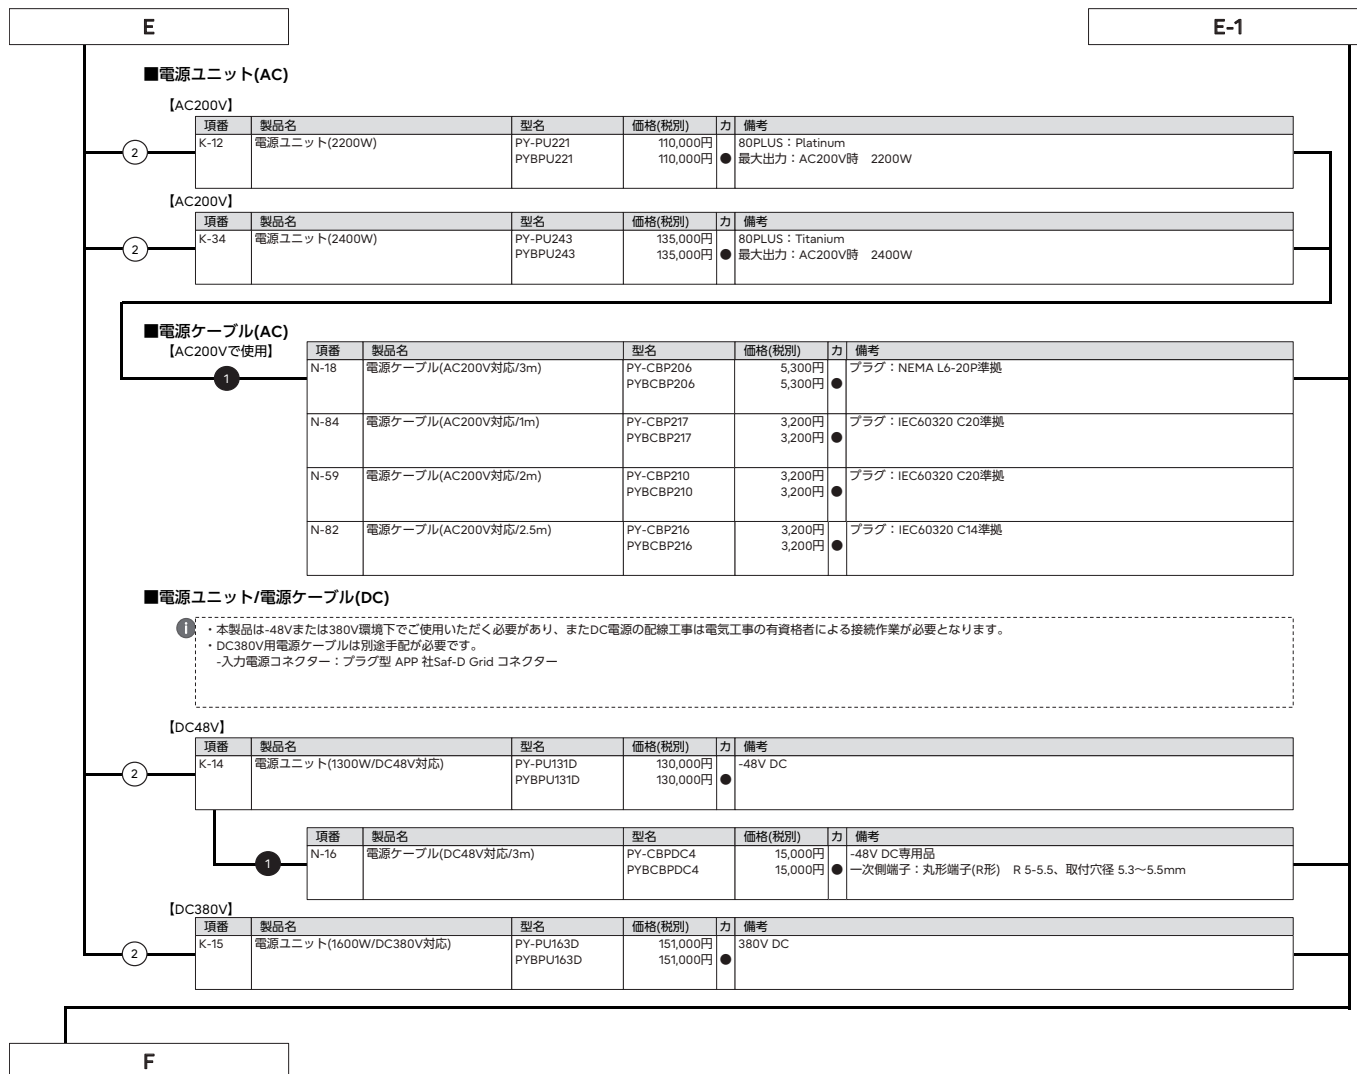 E
E-1
■電源ユニット(AC)
【AC200V】
項番 製品名 型名 価格(税別) カ 備考
2 K-12 電源ユニット(2200W) PY-PU221 110,000円 80PLUS：Platinum
PYBPU221 110,000円 ● 最大出力：AC200V時　2200W
【AC200V】
項番 製品名 型名 価格(税別) カ 備考
2 K-34 電源ユニット(2400W) PY-PU243 135,000円 80PLUS：Titanium
PYBPU243 135,000円 ● 最大出力：AC200V時　2400W
■電源ケーブル(AC)
【AC200Vで使用】 項番 製品名 型名 価格(税別) カ 備考
1 N-18 電源ケーブル(AC200V対応/3m) PY-CBP206 5,300円 プラグ：NEMA L6-20P準拠
PYBCBP206 5,300円 ●
N-84 電源ケーブル(AC200V対応/1m) PY-CBP217 3,200円 プラグ：IEC60320 C20準拠
PYBCBP217 3,200円 ●
N-59 電源ケーブル(AC200V対応/2m) PY-CBP210 3,200円 プラグ：IEC60320 C20準拠
PYBCBP210 3,200円 ●
N-82 電源ケーブル(AC200V対応/2.5m) PY-CBP216 3,200円 プラグ：IEC60320 C14準拠
PYBCBP216 3,200円 ●
■電源ユニット/電源ケーブル(DC)
i ・本製品は-48Vまたは380V環境下でご使用いただく必要があり、またDC電源の配線工事は電気工事の有資格者による接続作業が必要となります。
・DC380V用電源ケーブルは別途手配が必要です。
-入力電源コネクター：プラグ型 APP 社Saf-D Grid コネクター
【DC48V】
項番 製品名 型名 価格(税別) カ 備考
2 K-14 電源ユニット(1300W/DC48V対応) PY-PU131D 130,000円 -48V DC
PYBPU131D 130,000円 ●
項番 製品名 型名 価格(税別) カ 備考
1 N-16 電源ケーブル(DC48V対応/3m) PY-CBPDC4 15,000円 -48V DC専用品
PYBCBPDC4 15,000円 ● 一次側端子：丸形端子(R形)　R 5-5.5、取付穴径 5.3～5.5mm
【DC380V】
項番 製品名 型名 価格(税別) カ 備考
2 K-15 電源ユニット(1600W/DC380V対応) PY-PU163D 151,000円 380V DC
PYBPU163D 151,000円 ●
F